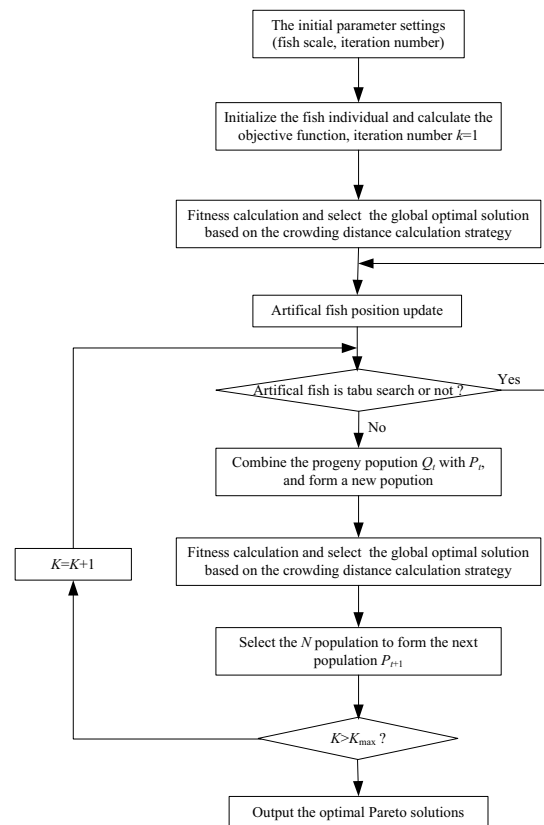 The initial parameter settings
(fish scale, iteration number)
Initialize the fish individual and calculate the
objective function, iteration number k=1
Fitness calculation and select the global optimal solution
based on the crowding distance calculation strategy
Artifical fish position update
Artifical fish is tabu search or not ?
Yes
No
Combine the progeny popution Qt with Pt,
and form a new popution
Fitness calculation and select the global optimal solution
based on the crowding distance calculation strategy
K=K+1
Select the N population to form the next
population Pt+1
K>Kmax ?
Output the optimal Pareto solutions